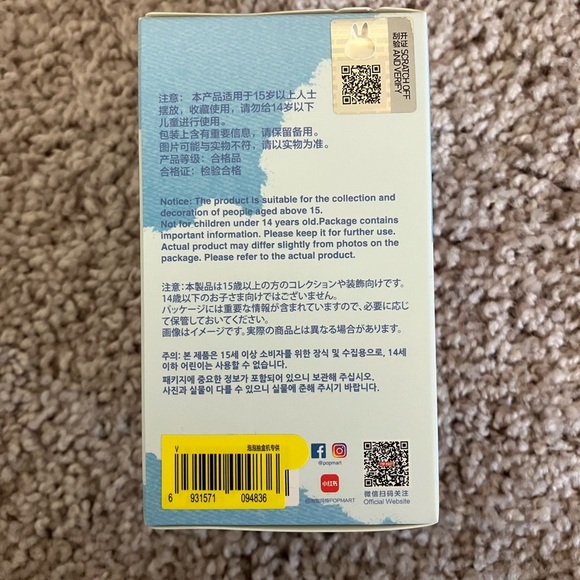 开证 SCRATCH OFF
刮验 AND VERIFY
注意： 本产品适用于15岁以上人士
摆放，收藏使用，请勿给14岁以下
儿童进行使用。
包装上含有重要信息，请保留备用。
图片可能与实物不符，请以实物为准。
产品等级：合格品
合格证：检验合格
Notice: The product is suitable for the collection and
decoration of people aged above 15.
Not for children under 14 years old.Package contains
important information. Please keep it for further use.
Actual product may differ slightly from photos on the
package. Please refer to the actual product.
注意:本製品は15歳以上の方のコレクションや装飾向けです。
14歳以下のお子さま向けではございません。
パッケージには重要な情報が含まれていますので、必要に応じ
て保管しておいてください。
画像はイメージです。実際の商品とは異なる場合があります。
주의: 본 제품은 15세 이상 소비자를 위한 장식 및 수집용으로, 14세
이하 어린이는 사용할 수 없습니다.
패키지에 중요한 정보가 포함되어 있으니 보관해 주십시오.
사진과 실물이 다를 수 있으니 실물에 준해 주시기 바랍니다.
V
泡泡抽盒机专供
6 931571 094836
@popmart
小红书
POPMART
微信扫码关注
Official Website